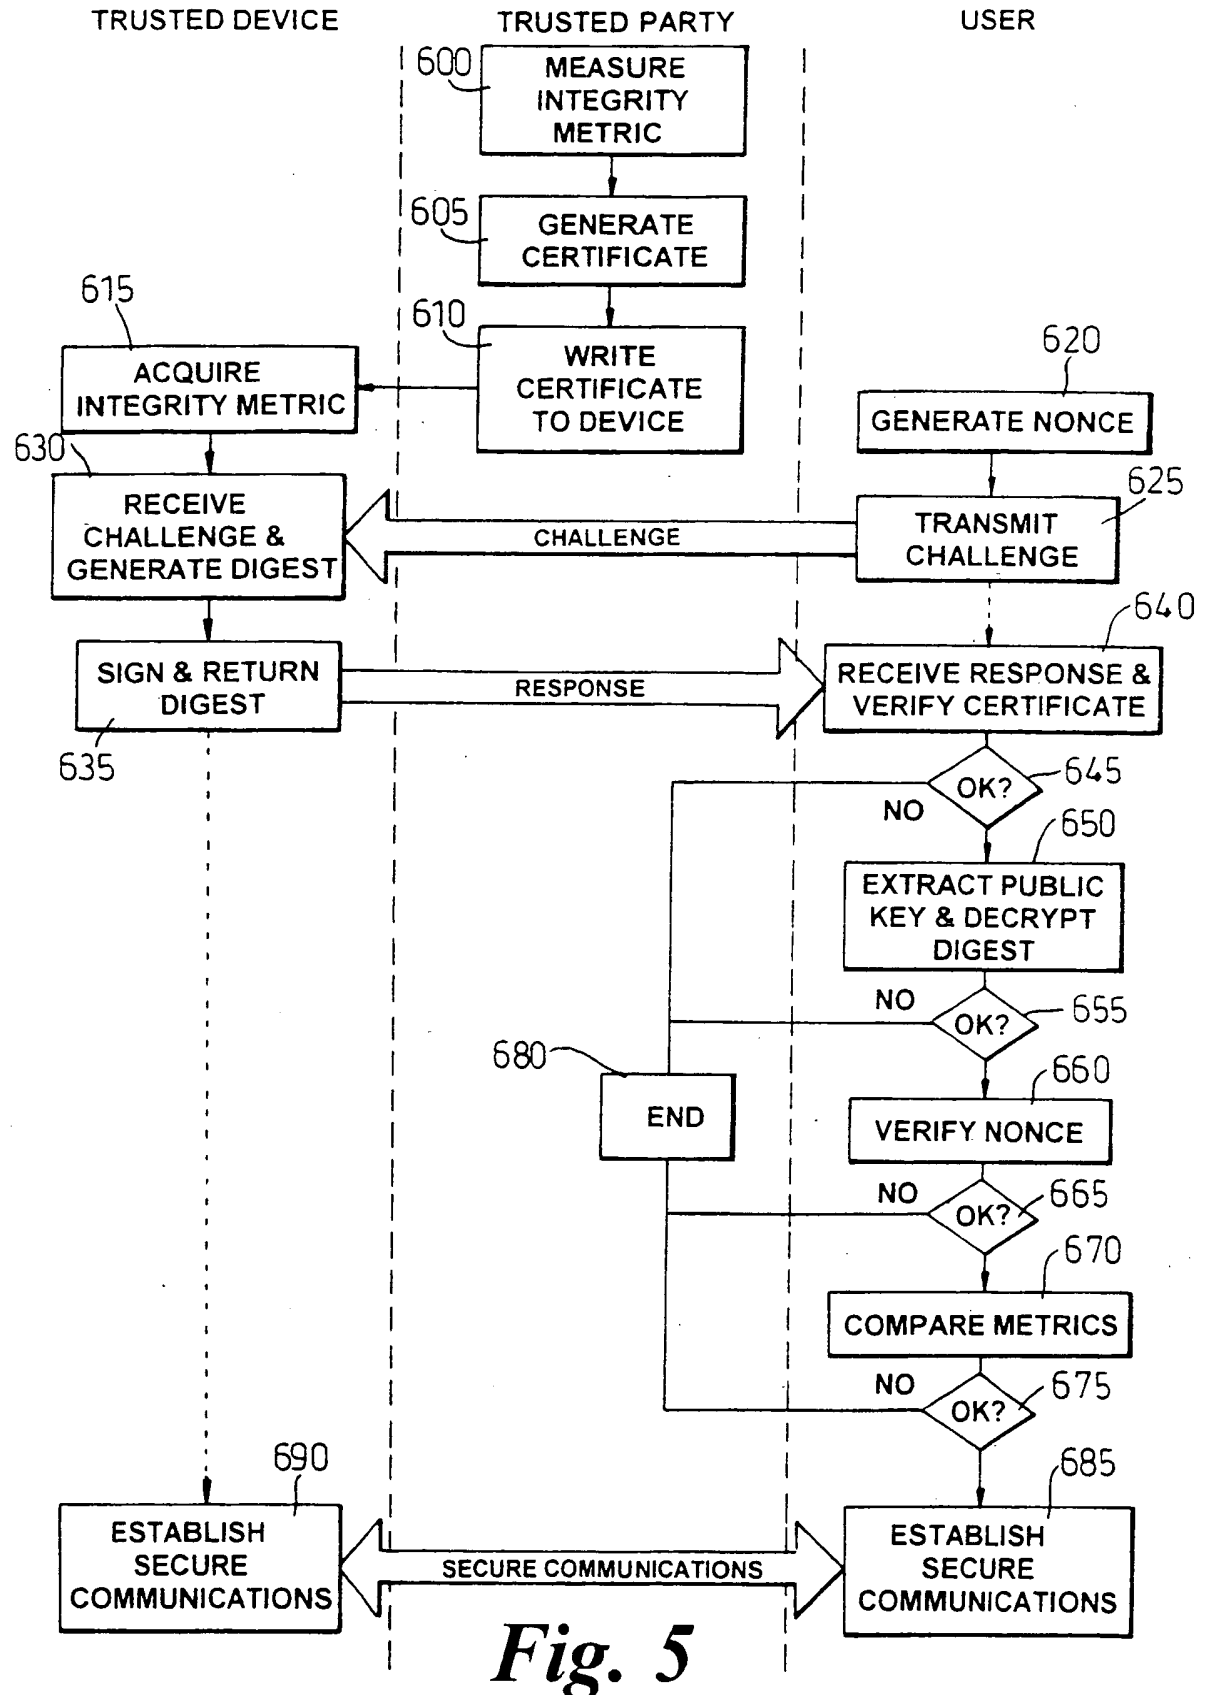 TRUSTED DEVICE
TRUSTED PARTY
USER
600
MEASURE
INTEGRITY
METRIC
605
GENERATE
CERTIFICATE
610
WRITE
CERTIFICATE
TO DEVICE
615
ACQUIRE
INTEGRITY METRIC
620
GENERATE NONCE
625
TRANSMIT
CHALLENGE
CHALLENGE
630
RECEIVE
CHALLENGE &
GENERATE DIGEST
SIGN & RETURN
DIGEST
635
RESPONSE
640
RECEIVE RESPONSE &
VERIFY CERTIFICATE
645
OK?
NO
650
EXTRACT PUBLIC
KEY & DECRYPT
DIGEST
655
OK?
NO
680
END
660
VERIFY NONCE
665
OK?
NO
670
COMPARE METRICS
675
OK?
NO
690
ESTABLISH
SECURE
COMMUNICATIONS
SECURE COMMUNICATIONS
685
ESTABLISH
SECURE
COMMUNICATIONS
Fig. 5